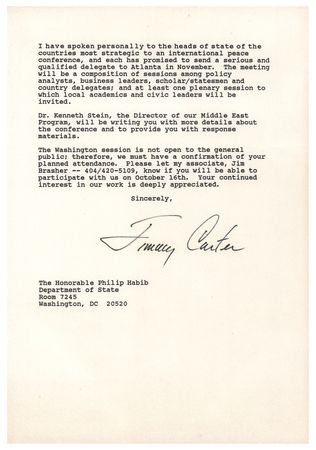 I have spoken personally to the heads of state of the
countries most strategic to an international peace
conference, and each has promised to send a serious and
qualified delegate to Atlanta in November.  The meeting
will be a composition of sessions among policy
analysts, business leaders, scholar/statesmen and
country delegates; and at least one plenary session to
which local academics and civic leaders will be
invited.
Dr. Kenneth Stein, the Director of our Middle East
Program, will be writing you with more details about
the conference and to provide you with response
materials.
The Washington session is not open to the general
public; therefore, we must have a confirmation of your
planned attendance.  Please let my associate, Jim
Brasher -- 404/420-5109, know if you will be able to
participate with us on October 16th.  Your continued
interest in our work is deeply appreciated.
Sincerely,
Jimmy Carter
The Honorable Philip Habib
Department of State
Room 7245
Washington, DC  20520